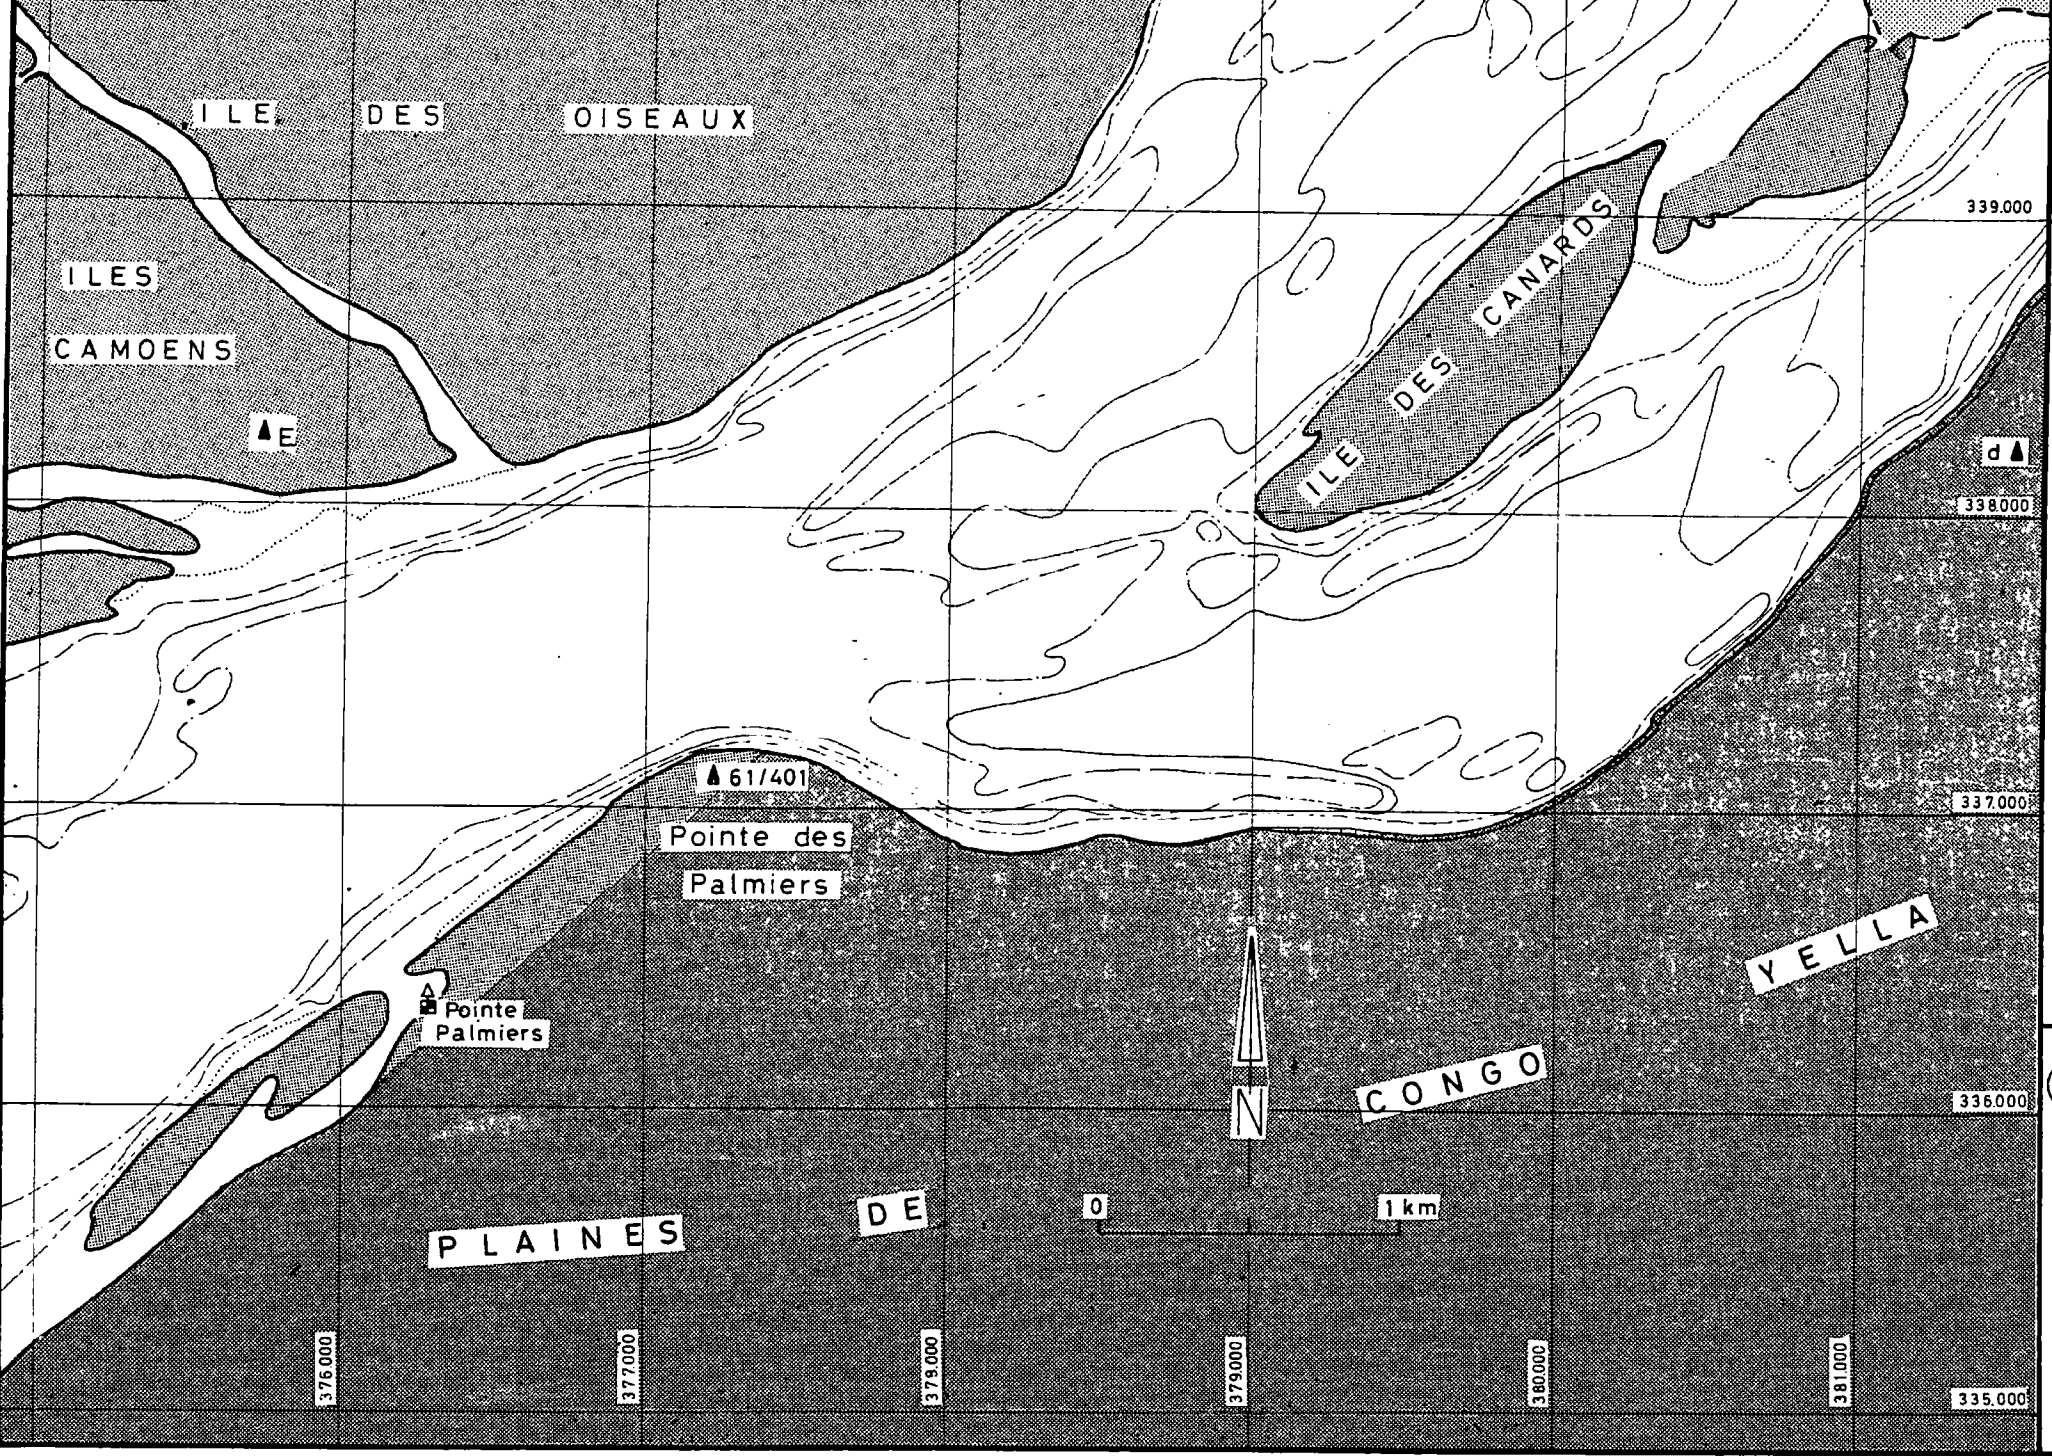 ILE DES OISEAUX
339.000
ILES
CAMOENS
ILE DES CANARDS
E
d
338.000
61/401
337.000
Pointe des
Palmiers
YELLA
Pointe
Palmiers
CONGO
336.000
N
DE
0 1 km
PLAINES
376.000
377.000
379.000
379.000
380.000
381.000
335.000